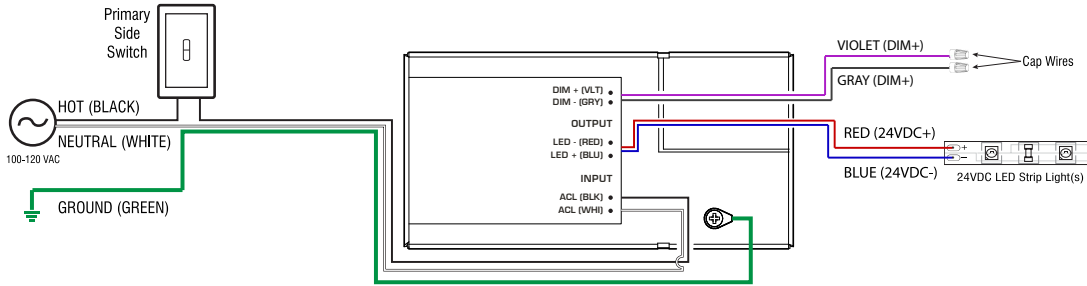 Primary
Side
Switch
HOT (BLACK)
NEUTRAL (WHITE)
100-120 VAC
GROUND (GREEN)
DIM + (VLT)
DIM - (GRY)
OUTPUT
LED - (RED)
LED + (BLU)
INPUT
ACL (BLK)
ACL (WHI)
VIOLET (DIM+)
GRAY (DIM+)
Cap Wires
RED (24VDC+)
BLUE (24VDC-)
+
-
24VDC LED Strip Light(s)